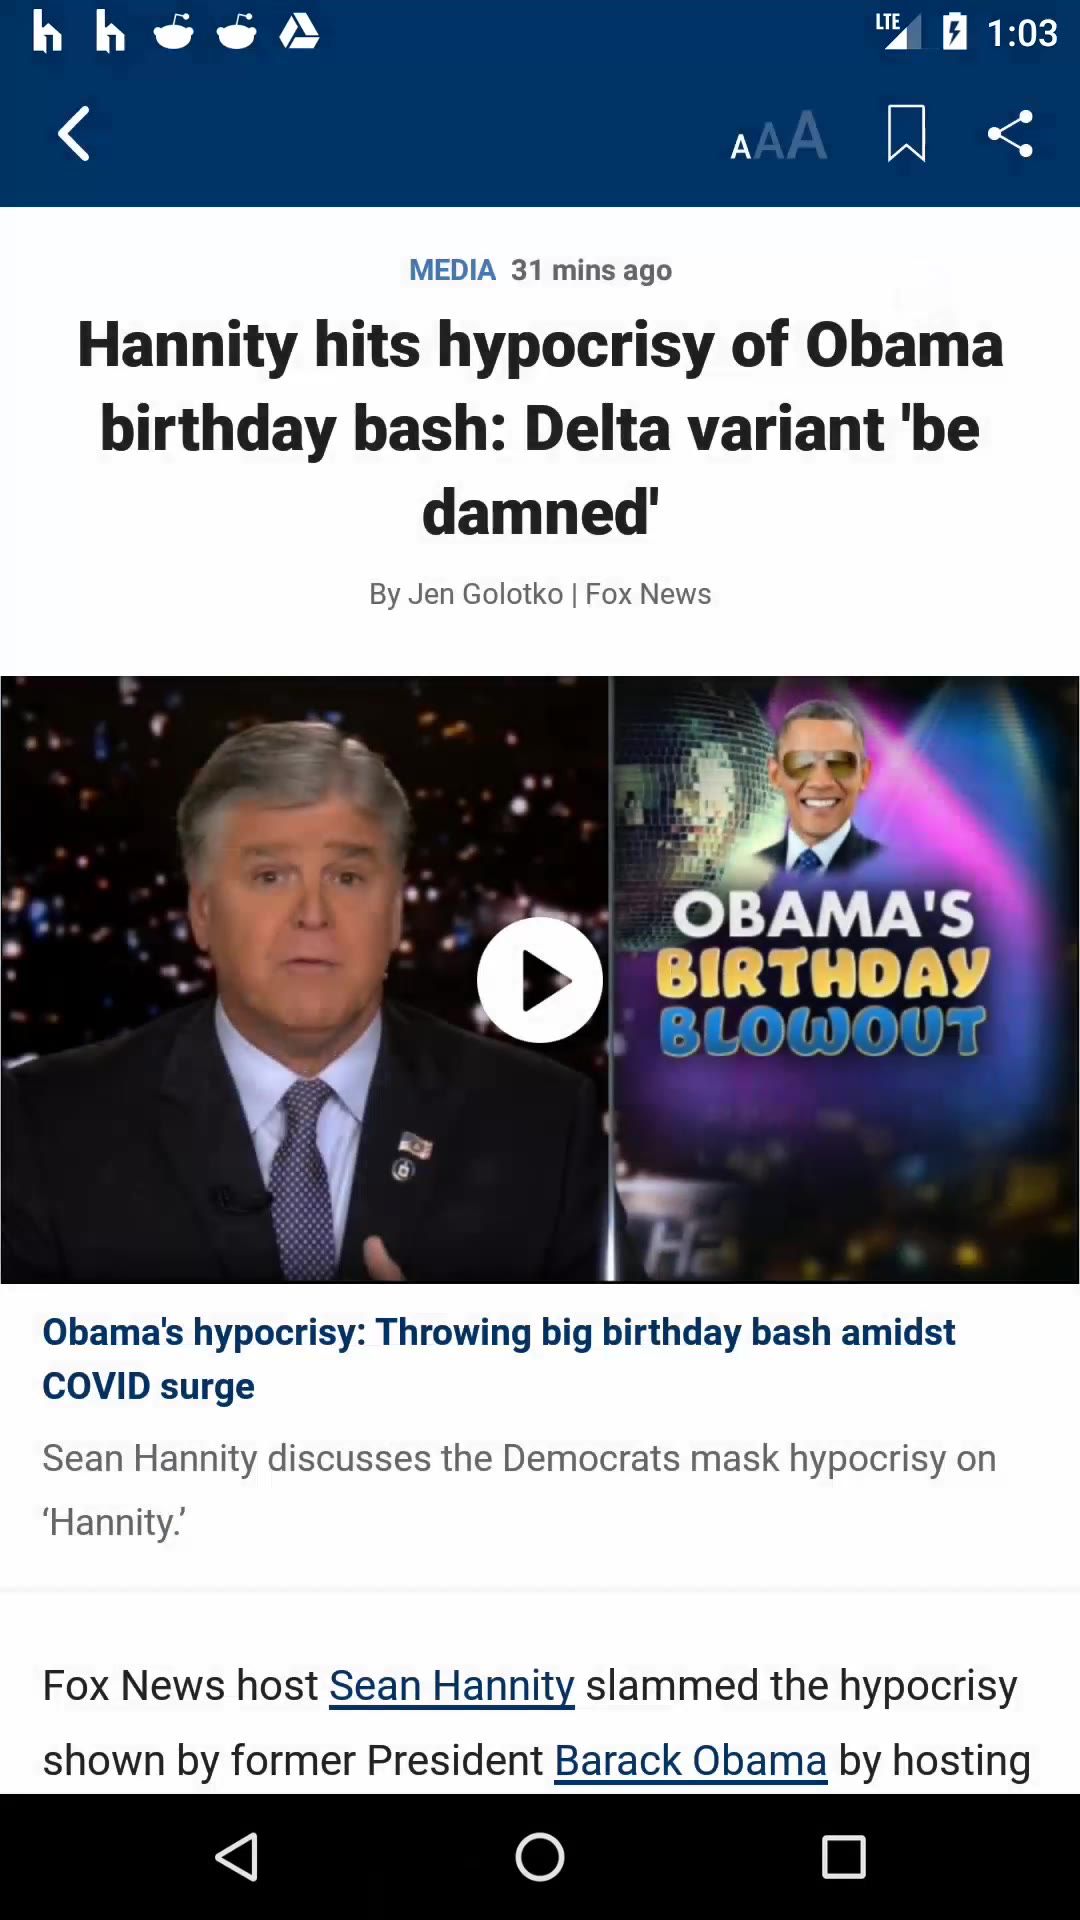 LTE 1:03
AAA
MEDIA 31 mins ago
Hannity hits hypocrisy of Obama
birthday bash: Delta variant 'be
damned'
By Jen Golotko | Fox News
OBAMA'S
BIRTHDAY
BLOWOUT
Obama's hypocrisy: Throwing big birthday bash amidst
COVID surge
Sean Hannity discusses the Democrats mask hypocrisy on
‘Hannity.’
Fox News host Sean Hannity slammed the hypocrisy
shown by former President Barack Obama by hosting